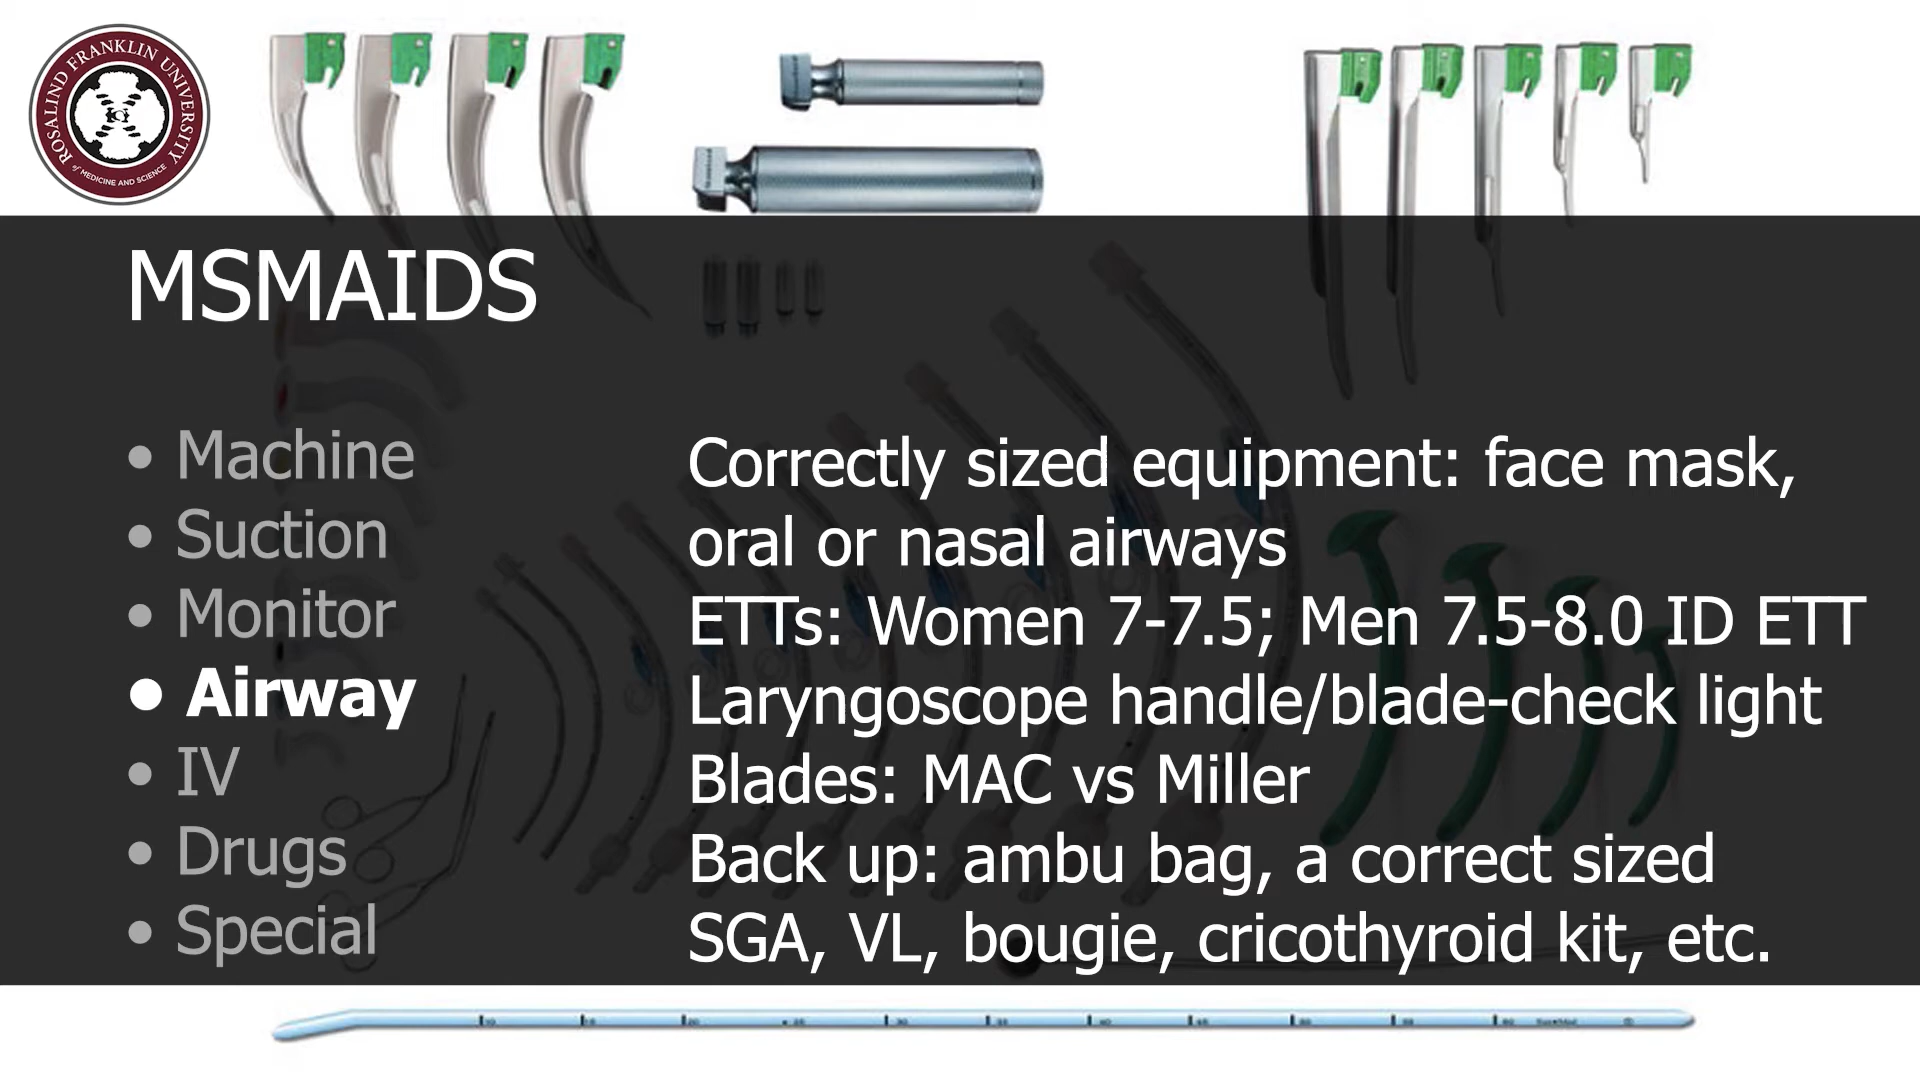 ROSALIND FRANKLIN UNIVERSITY
of MEDICINE AND SCIENCE
MSMAIDS
• Machine
• Suction
• Monitor
• Airway
• IV
• Drugs
• Special
Correctly sized equipment: face mask,
oral or nasal airways
ETTs: Women 7-7.5; Men 7.5-8.0 ID ETT
Laryngoscope handle/blade-check light
Blades: MAC vs Miller
Back up: ambu bag, a correct sized
SGA, VL, bougie, cricothyroid kit, etc.